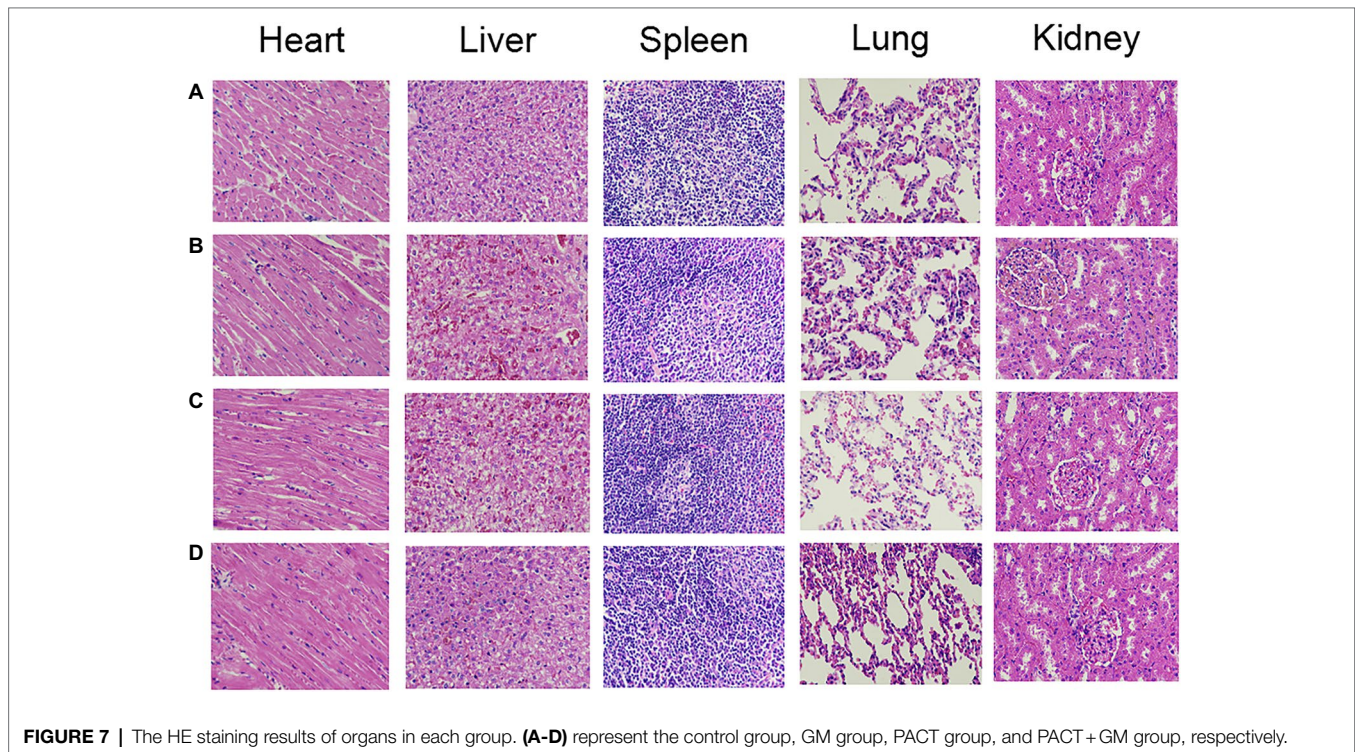 Heart Liver Spleen Lung Kidney
A
B
C
D
FIGURE 7 | The HE staining results of organs in each group. (A-D) represent the control group, GM group, PACT group, and PACT+GM group, respectively.